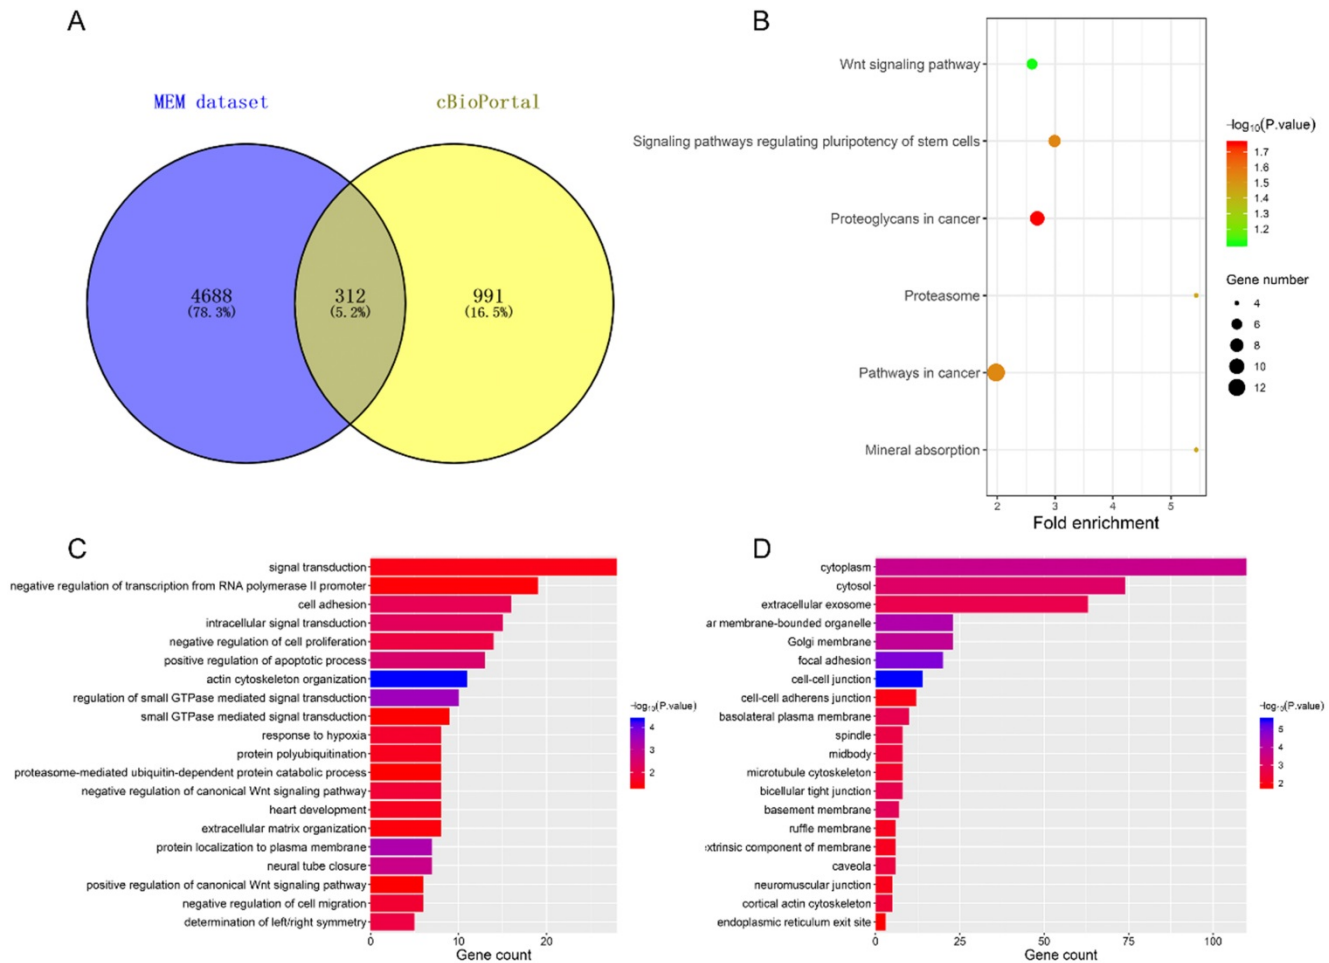 A
MEM dataset
cBioPortal
4688
(78.3%)
312
(5.2%)
991
(16.5%)
B
Wnt signaling pathway
Signaling pathways regulating pluripotency of stem cells
Proteoglycans in cancer
Proteasome
Pathways in cancer
Mineral absorption
2
3
4
5
Fold enrichment
-log10(P.value)
1.7
1.6
1.5
1.4
1.3
1.2
Gene number
4
6
8
10
12
C
signal transduction
negative regulation of transcription from RNA polymerase II promoter
cell adhesion
intracellular signal transduction
negative regulation of cell proliferation
positive regulation of apoptotic process
actin cytoskeleton organization
regulation of small GTPase mediated signal transduction
small GTPase mediated signal transduction
response to hypoxia
protein polyubiquitination
proteasome-mediated ubiquitin-dependent protein catabolic process
negative regulation of canonical Wnt signaling pathway
heart development
extracellular matrix organization
protein localization to plasma membrane
neural tube closure
positive regulation of canonical Wnt signaling pathway
negative regulation of cell migration
determination of left/right symmetry
0
10
20
Gene count
-log10(P.value)
4
3
2
D
cytoplasm
cytosol
extracellular exosome
ar membrane-bounded organelle
Golgi membrane
focal adhesion
cell-cell junction
cell-cell adherens junction
basolateral plasma membrane
spindle
midbody
microtubule cytoskeleton
bicellular tight junction
basement membrane
ruffle membrane
extrinsic component of membrane
caveola
neuromuscular junction
cortical actin cytoskeleton
endoplasmic reticulum exit site
0
25
50
75
100
Gene count
-log10(P.value)
5
4
3
2